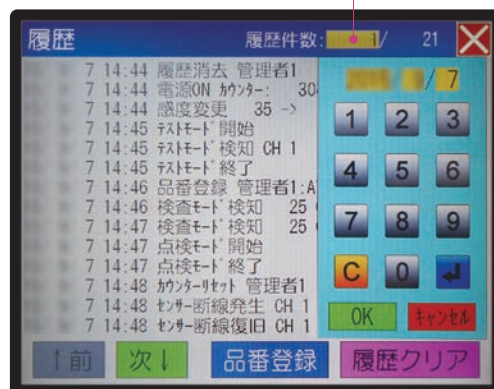 履歴 履歴件数: 1/ 21
7 14:44 履歴消去 管理者1
7 14:44 電源ON ｶｳﾝﾀｰ: 30
7 14:44 感度変更 35 ->
7 14:45 ﾃｽﾄﾓｰﾄﾞ開始
7 14:45 ﾃｽﾄﾓｰﾄﾞ検知 CH 1
7 14:45 ﾃｽﾄﾓｰﾄﾞ終了
7 14:46 品番登録 管理者1:A
7 14:46 検査ﾓｰﾄﾞ検知 25
7 14:47 検査ﾓｰﾄﾞ検知 25
7 14:47 点検ﾓｰﾄﾞ開始
7 14:47 点検ﾓｰﾄﾞ終了
7 14:48 ｶｳﾝﾀｰﾘｾｯﾄ 管理者1
7 14:48 ｾﾝｻｰ断線発生 CH 1
7 14:48 ｾﾝｻｰ断線復旧 CH 1
/ 7
1 2 3
4 5 6
7 8 9
C 0
OK ｷｬﾝｾﾙ
↑前 次↓ 品番登録 履歴クリア